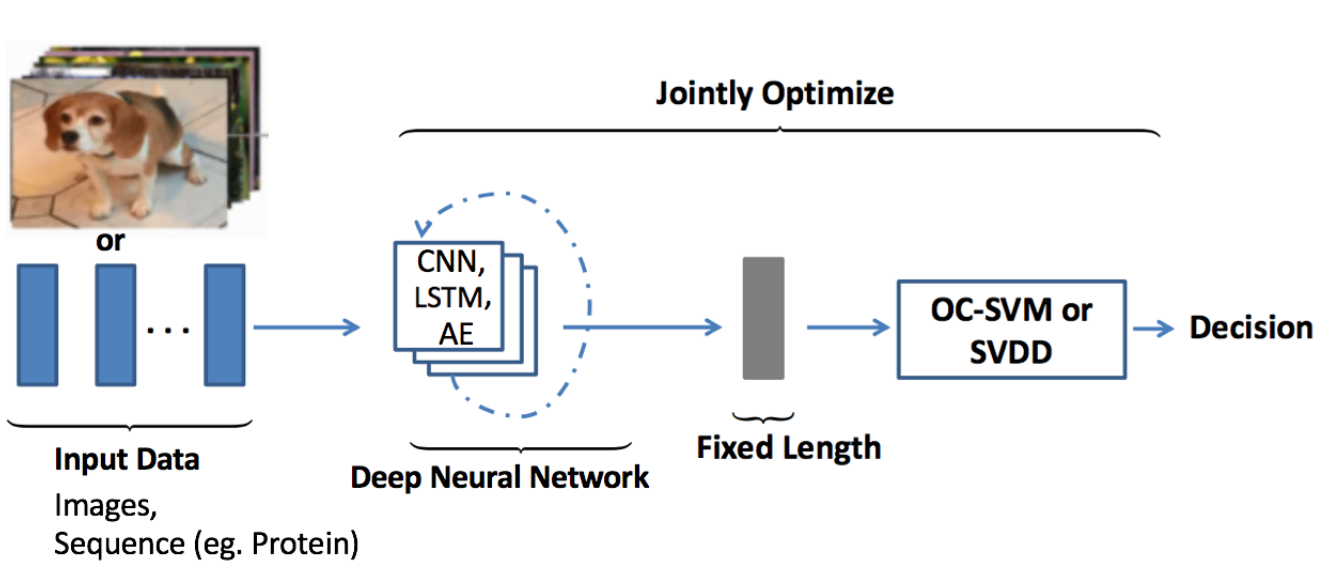 Jointly Optimize
or
CNN,
LSTM,
AE
. . .
OC-SVM or
SVDD
Decision
Input Data
Images,
Sequence (eg. Protein)
Deep Neural Network
Fixed Length